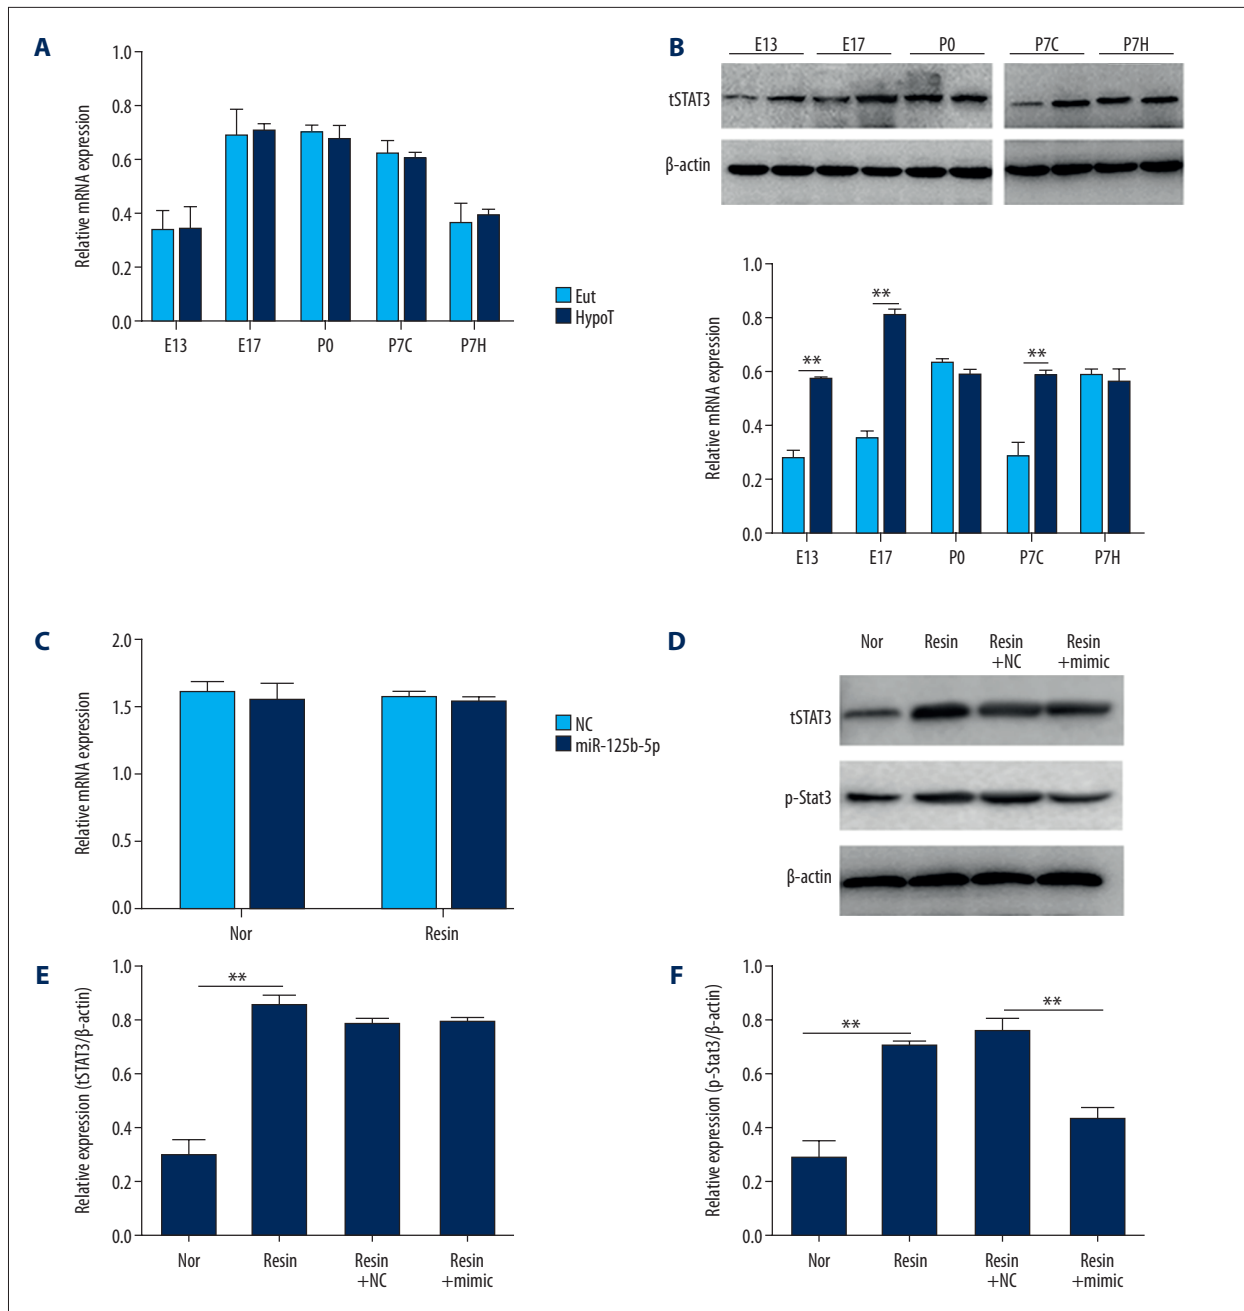 A
1.0
0.8
0.6
0.4
0.2
0.0
Relative mRNA expression
E13 E17 P0 P7C P7H
Eut
HypoT
B
E13 E17 P0 P7C P7H
tSTAT3
β-actin
1.0
0.8
0.6
0.4
0.2
0.0
Relative mRNA expression
** ** **
E13 E17 P0 P7C P7H
C
2.0
1.5
1.0
0.5
0.0
Relative mRNA expression
Nor Resin
NC
miR-125b-5p
D
Nor Resin Resin Resin
+NC +mimic
tSTAT3
p-Stat3
β-actin
E
1.0
0.8
0.6
0.4
0.2
0.0
Relative expression (tSTAT3/β-actin)
**
Nor Resin Resin Resin
+NC +mimic
F
1.0
0.8
0.6
0.4
0.2
0.0
Relative expression (p-Stat3/β-actin)
** **
Nor Resin Resin Resin
+NC +mimic